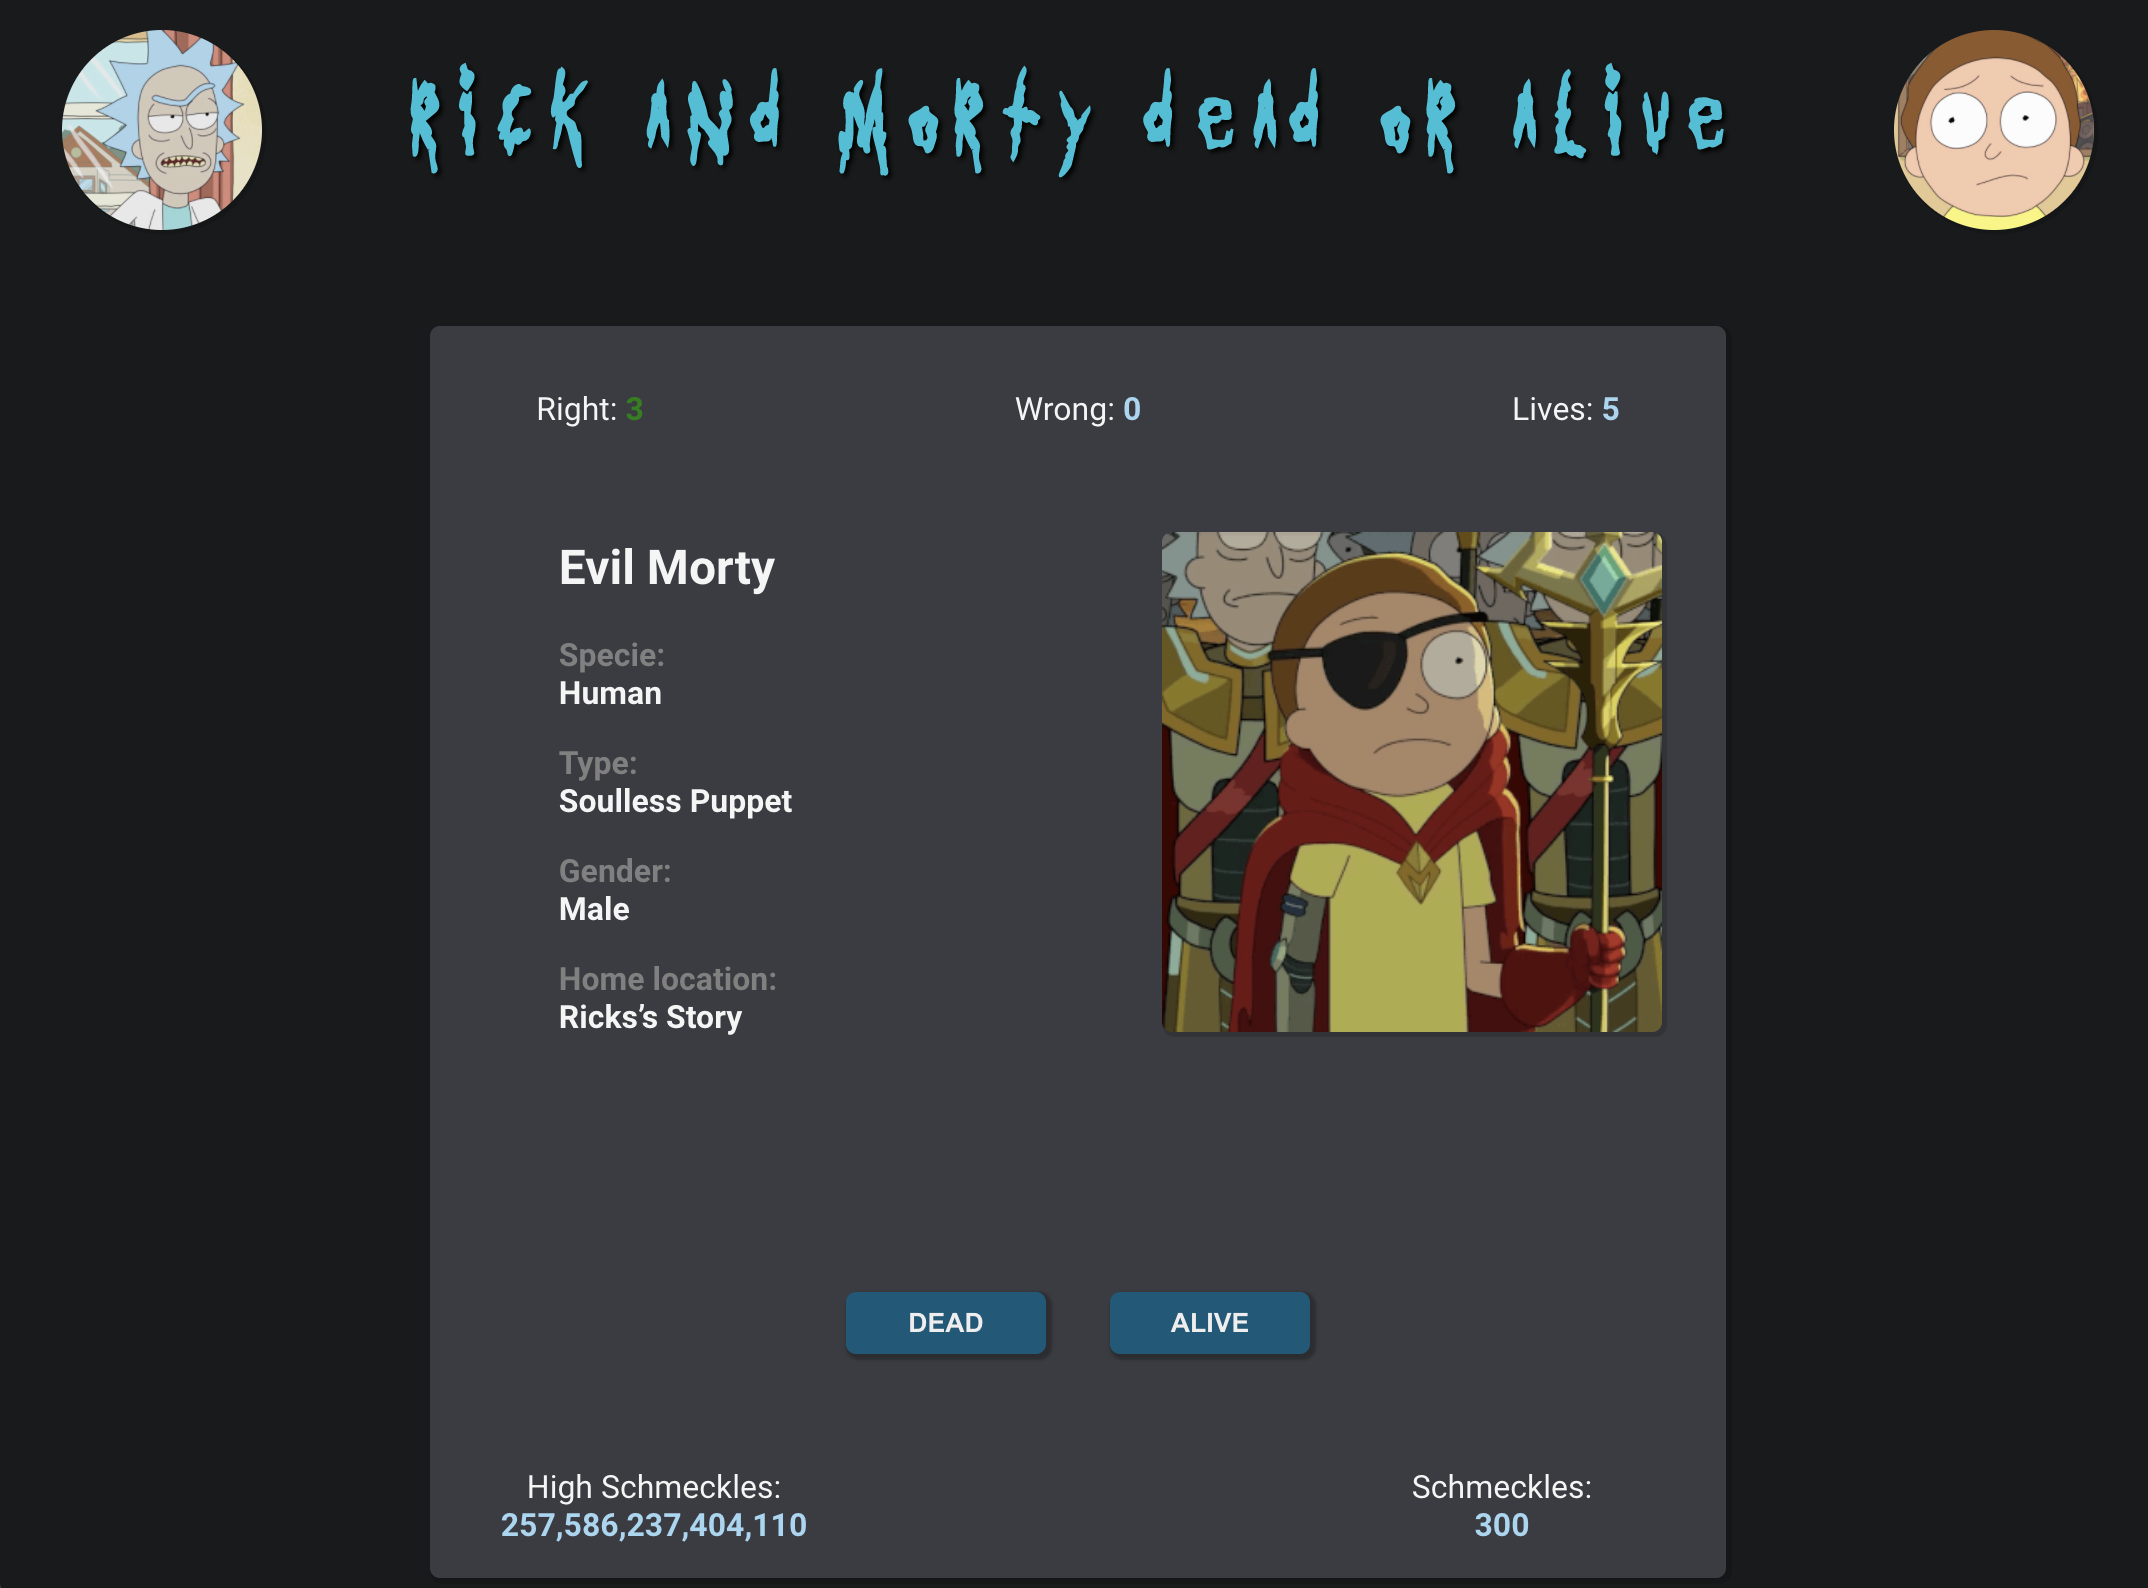 Rick and Morty dead or alive
Right: 3
Wrong: 0
Lives: 5
Evil Morty
Specie:
Human
Type:
Soulless Puppet
Gender:
Male
Home location:
Ricks’s Story
DEAD
ALIVE
High Schmeckles:
257,586,237,404,110
Schmeckles:
300